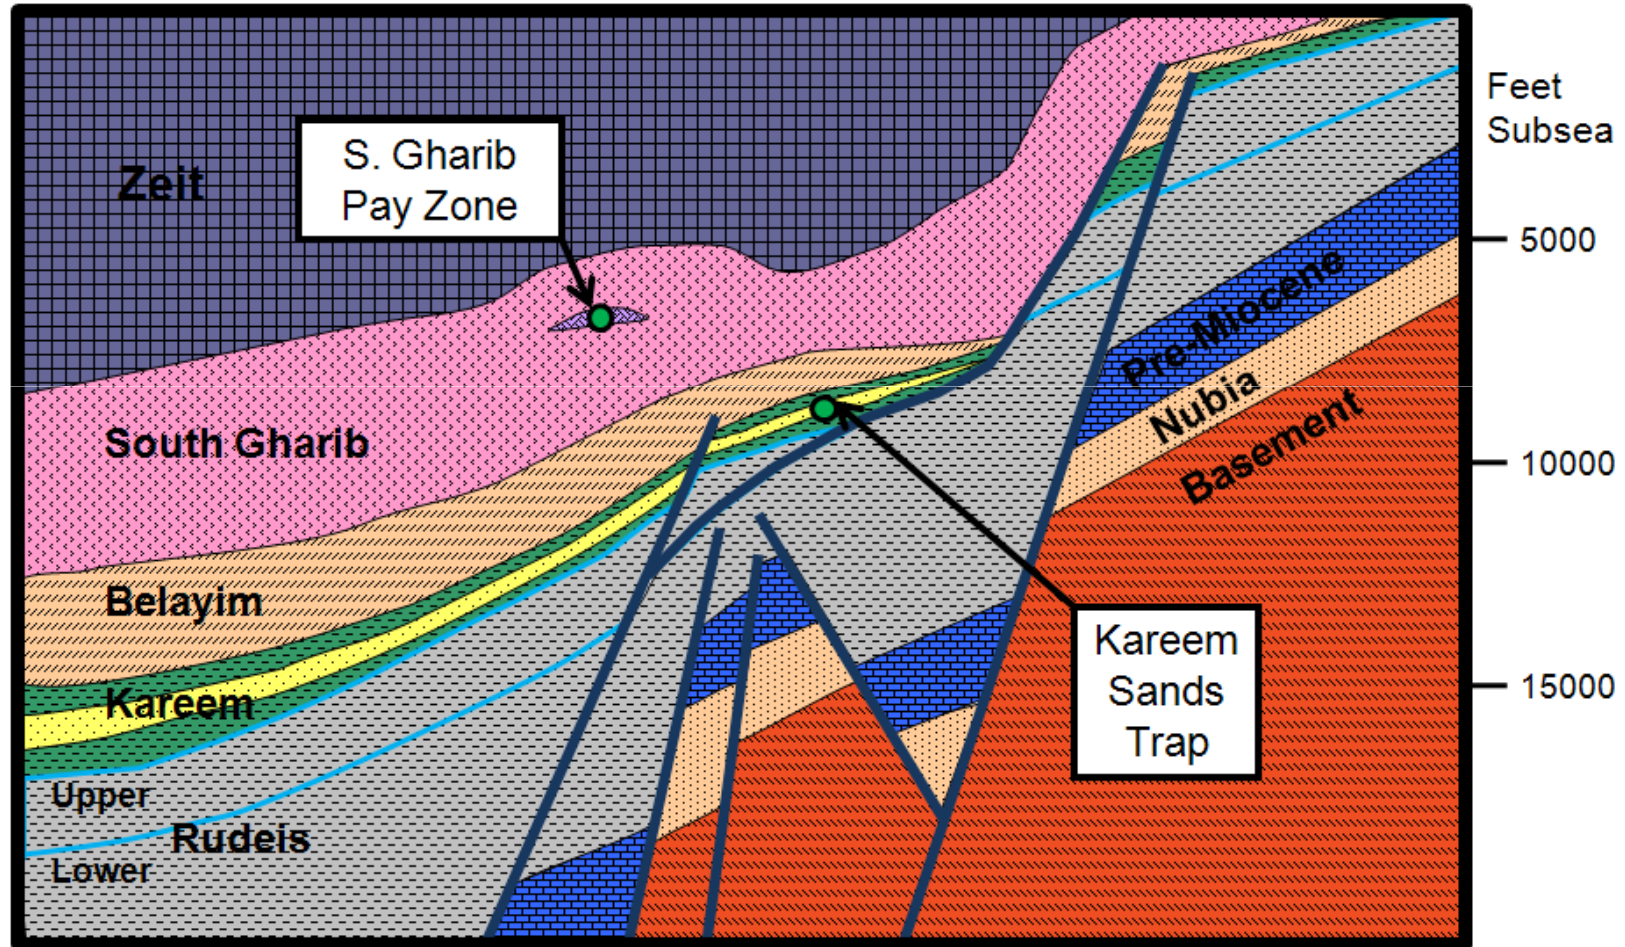 Feet
Subsea
S. Gharib
Pay Zone
Zeit
5000
Pre-Miocene
Nubia
South Gharib
Basement
10000
Belayim
Kareem
Sands
Trap
15000
Kareem
Upper
Rudeis
Lower